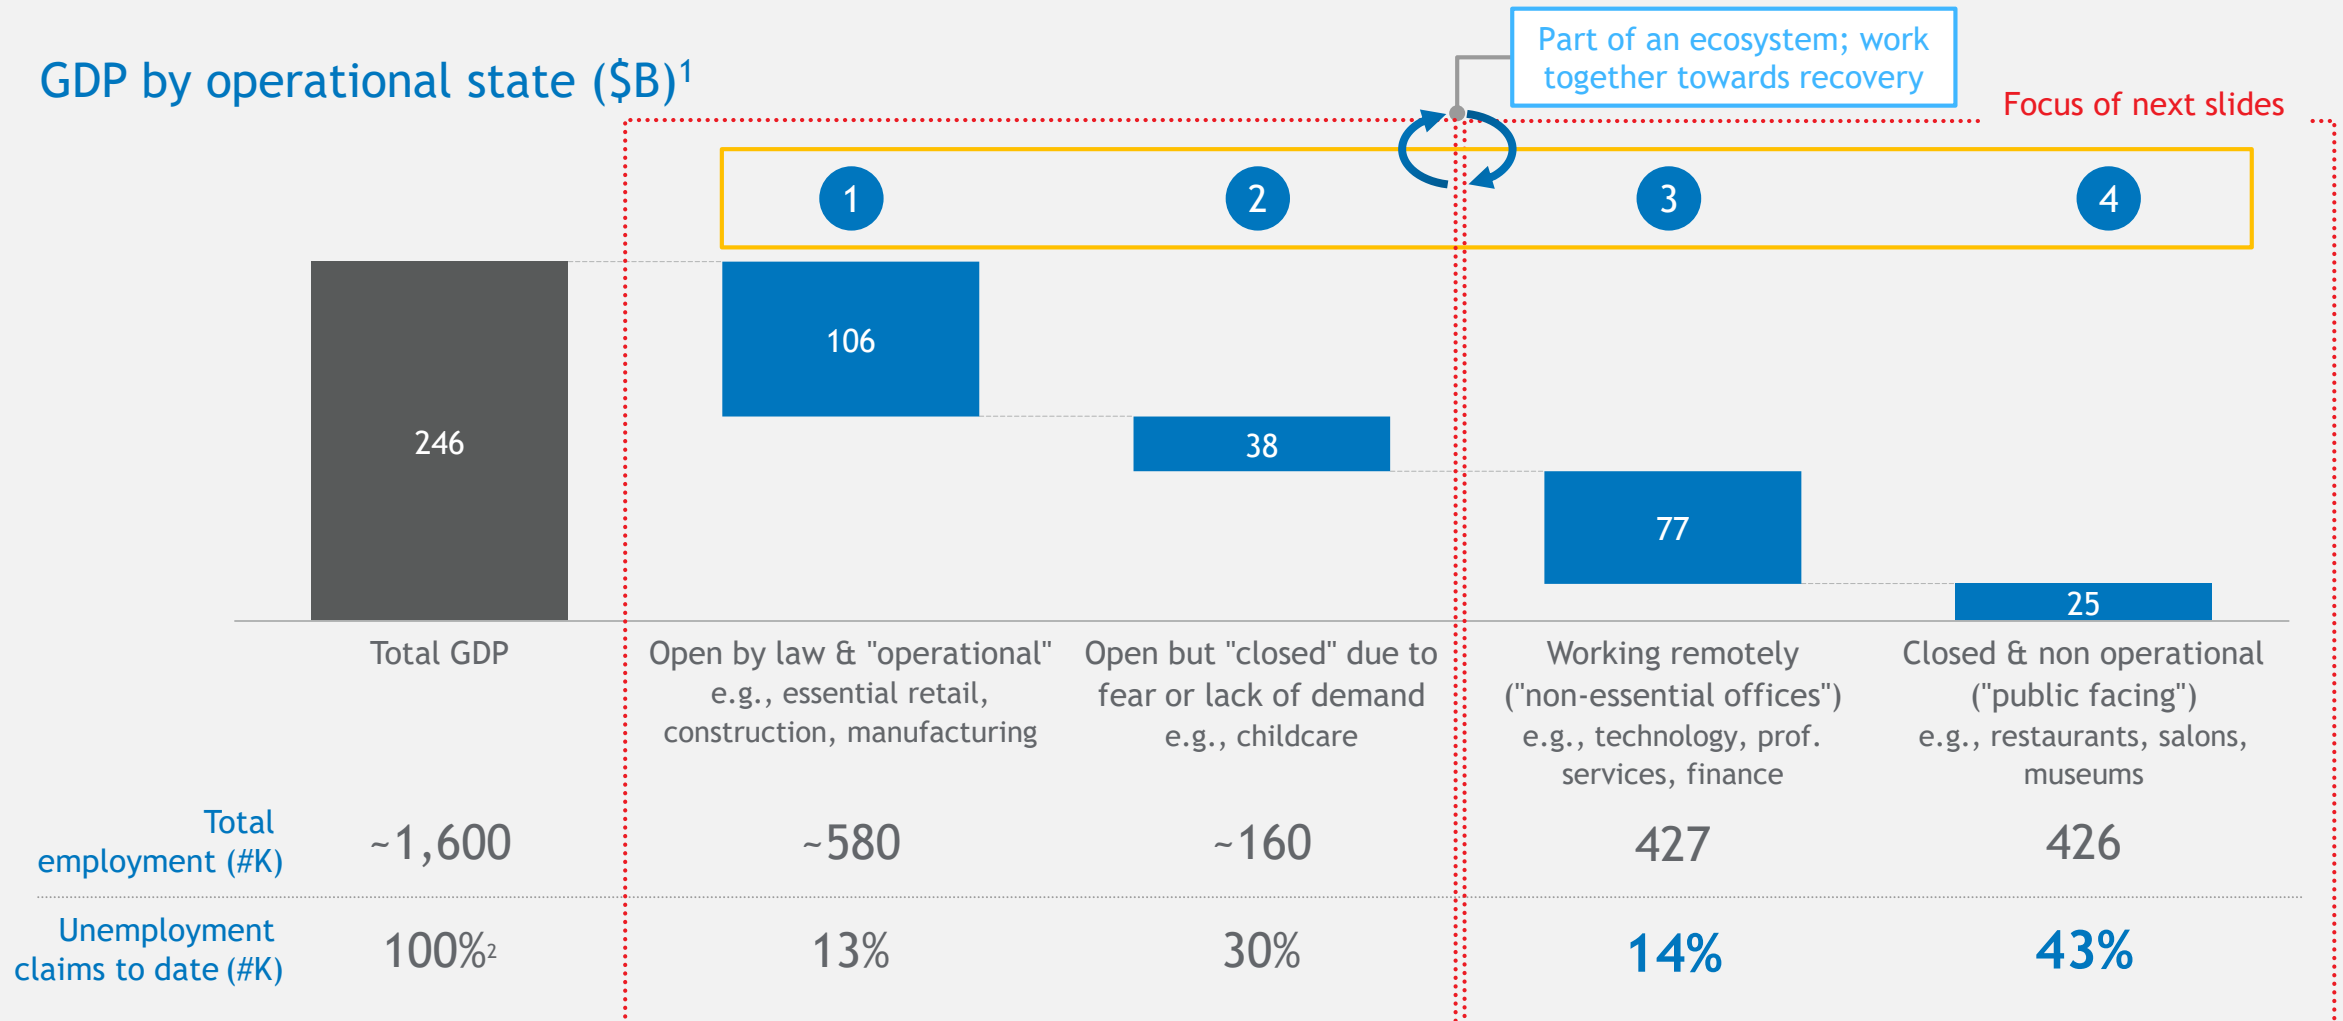 Part of an ecosystem; work
together towards recovery
GDP by operational state ($B)1
Focus of next slides
1
2
3
4
246
106
38
77
25
Total GDP
Open by law & "operational"
e.g., essential retail,
construction, manufacturing
Open but "closed" due to
fear or lack of demand
e.g., childcare
Working remotely
("non-essential offices")
e.g., technology, prof.
services, finance
Closed & non operational
("public facing")
e.g., restaurants, salons,
museums
Total
employment (#K)
~1,600
~580
~160
427
426
Unemployment
claims to date (#K)
100%2
13%
30%
14%
43%